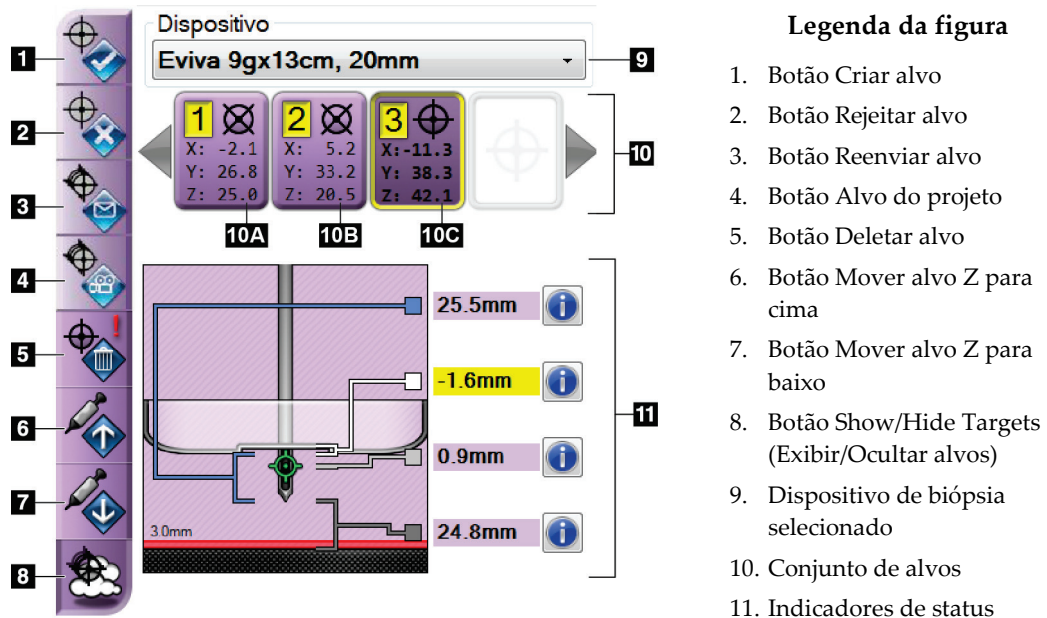 Dispositivo
Eviva 9gx13cm, 20mm
1
2
3
4
5
6
7
8
9
10
11
1
X: -2.1
Y: 26.8
Z: 25.0
2
X: 5.2
Y: 33.2
Z: 20.5
3
X:-11.3
Y: 38.3
Z: 42.1
10A
10B
10C
25.5mm
-1.6mm
0.9mm
24.8mm
3.0mm
Legenda da figura
1. Botão Criar alvo
2. Botão Rejeitar alvo
3. Botão Reenviar alvo
4. Botão Alvo do projeto
5. Botão Deletar alvo
6. Botão Mover alvo Z para
cima
7. Botão Mover alvo Z para
baixo
8. Botão Show/Hide Targets
(Exibir/Ocultar alvos)
9. Dispositivo de biópsia
selecionado
10. Conjunto de alvos
11. Indicadores de status